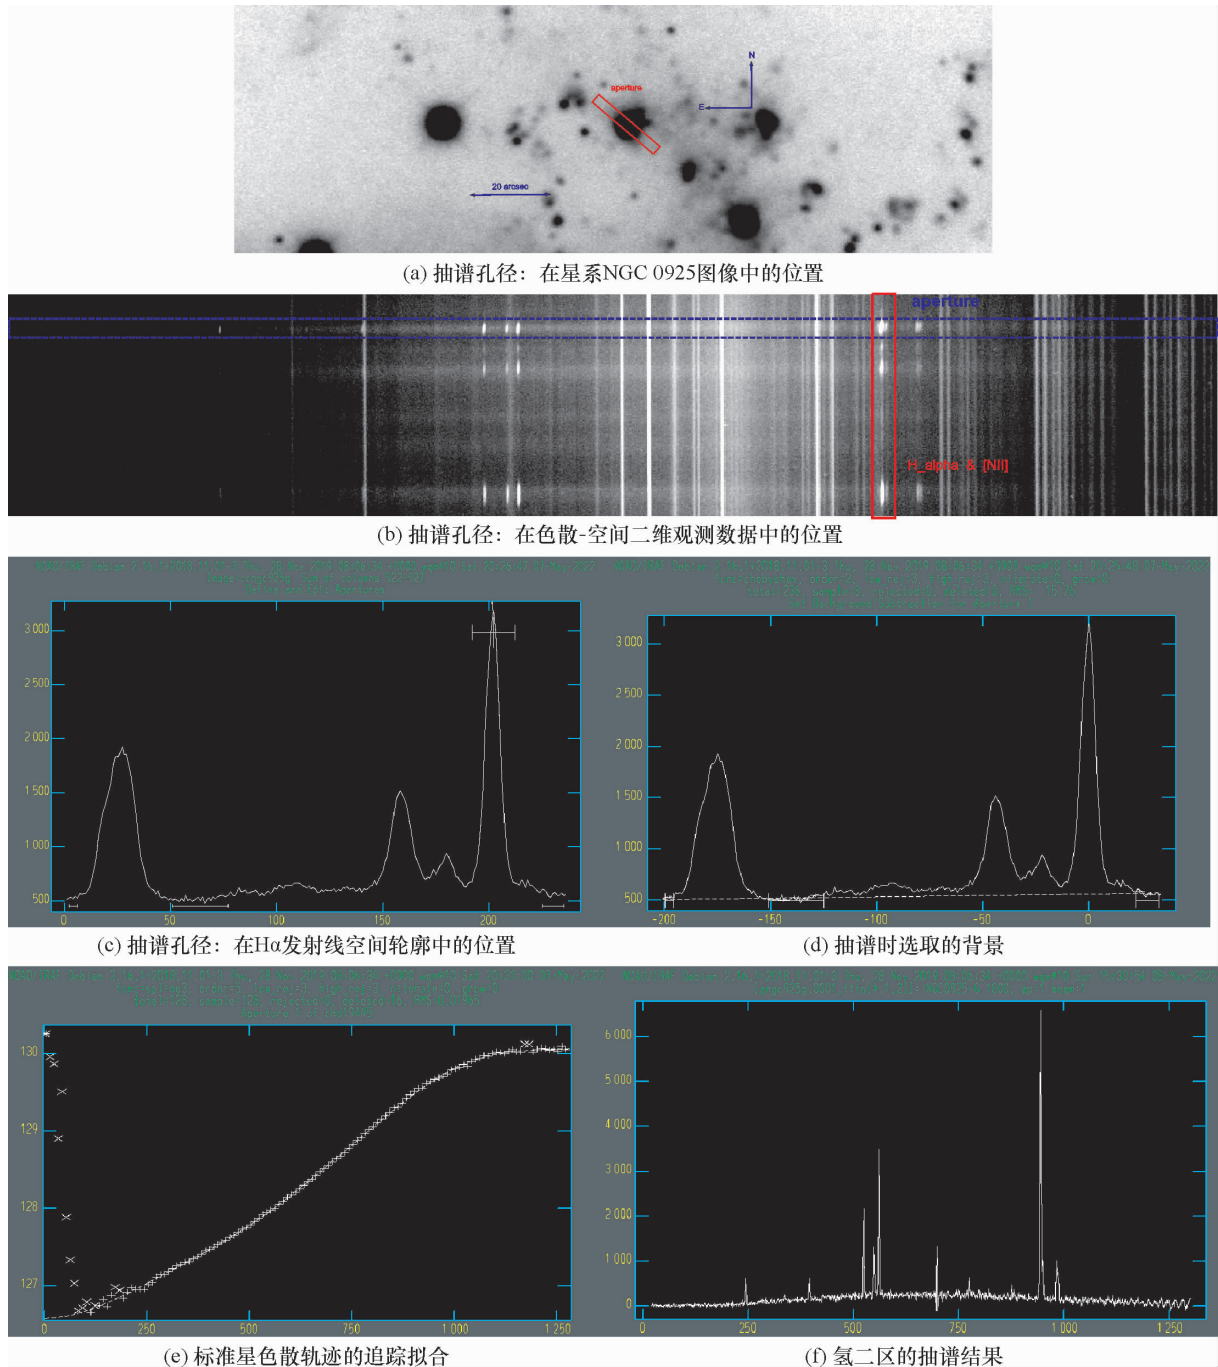 N
aperture
E
20 arcsec
(a) 抽谱孔径：在星系NGC 0925图像中的位置
aperture
H_alpha & [NII]
(b) 抽谱孔径：在色散-空间二维观测数据中的位置
3 000
2 500
2 000
1 500
1 000
500
0 50 100 150 200
(c) 抽谱孔径：在Hα发射线空间轮廓中的位置
3 000
2 500
2 000
1 500
1 000
500
-200 -150 -100 -50 0
(d) 抽谱时选取的背景
130
129
128
127
0 250 500 750 1 000 1 250
(e) 标准星色散轨迹的追踪拟合
6 000
5 000
4 000
3 000
2 000
1 000
0
0 250 500 750 1 000 1 250
(f) 氢二区的抽谱结果